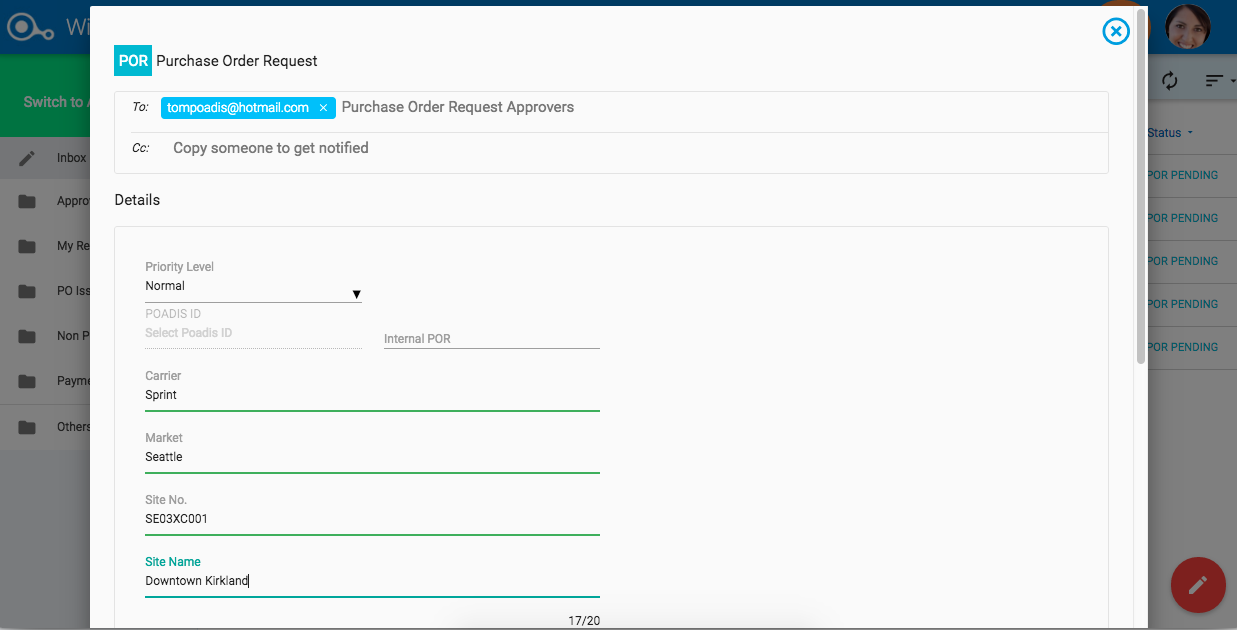 Wi
POR Purchase Order Request
Switch to
To: tompoadis@hotmail.com × Purchase Order Request Approvers
Cc: Copy someone to get notified
Status
Inbox
POR PENDING
Details
Appro
POR PENDING
My Re
POR PENDING
Priority Level
Normal
PO Iss
POR PENDING
POADIS ID
Select Poadis ID
Internal POR
Non P
POR PENDING
Carrier
Payme
Sprint
Others
Market
Seattle
Site No.
SE03XC001
Site Name
Downtown Kirkland
17/20